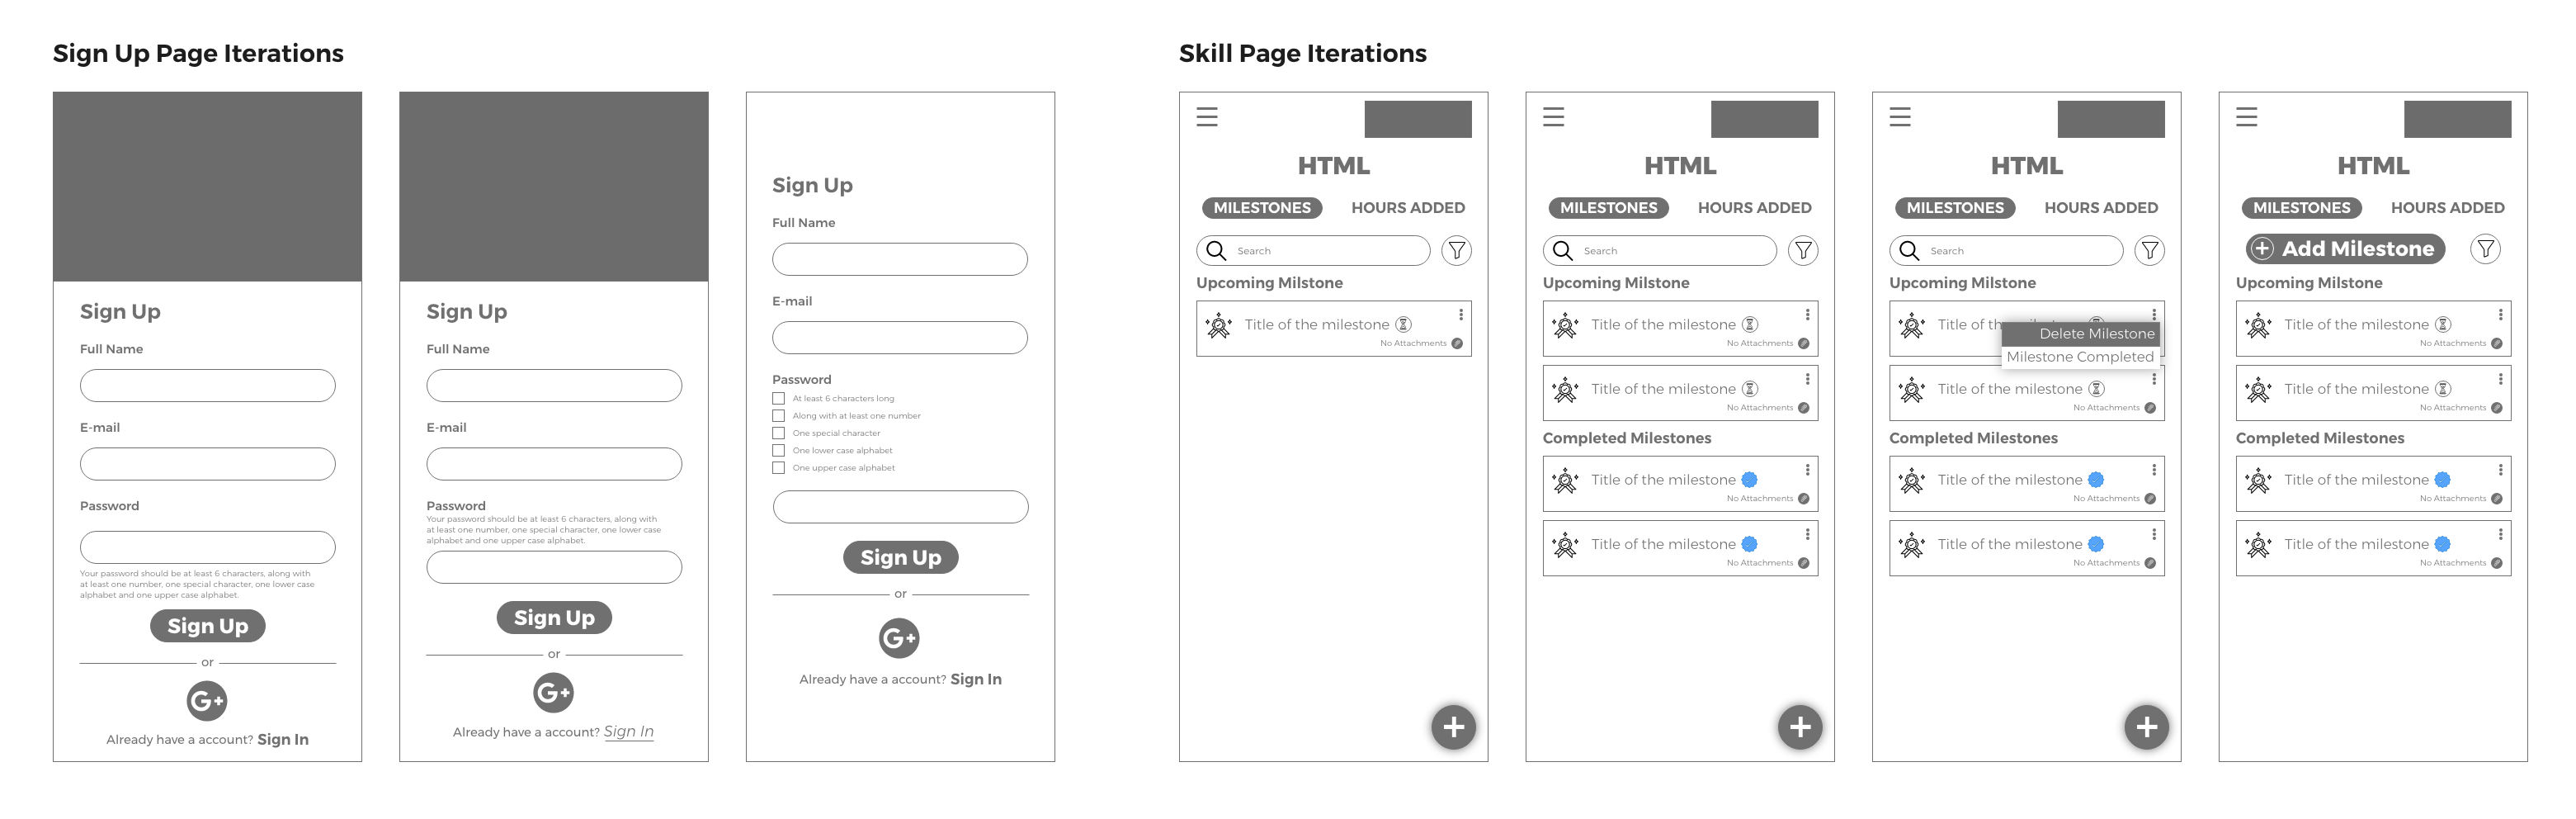 Sign Up Page Iterations
Sign Up
Full Name
E-mail
Password
Your password should be at least 6 characters, along with
at least one number, one special character, one lower case
alphabet and one upper case alphabet.
Sign Up
or
G+
Already have a account? Sign In
Sign Up
Full Name
E-mail
Password
Your password should be at least 6 characters, along with
at least one number, one special character, one lower case
alphabet and one upper case alphabet.
Sign Up
or
G+
Already have a account? Sign In
Sign Up
Full Name
E-mail
Password
At least 6 characters long
Along with at least one number
One special character
One lower case alphabet
One upper case alphabet
Sign Up
or
G+
Already have a account? Sign In
Skill Page Iterations
HTML
MILESTONES HOURS ADDED
Search
Upcoming Milstone
Title of the milestone
No Attachments
HTML
MILESTONES HOURS ADDED
Search
Upcoming Milstone
Title of the milestone
No Attachments
Title of the milestone
No Attachments
Completed Milestones
Title of the milestone
No Attachments
Title of the milestone
No Attachments
HTML
MILESTONES HOURS ADDED
Search
Upcoming Milstone
Title of th
Delete Milestone
Milestone Completed
Title of the milestone
No Attachments
Completed Milestones
Title of the milestone
No Attachments
Title of the milestone
No Attachments
HTML
MILESTONES HOURS ADDED
Add Milestone
Upcoming Milstone
Title of the milestone
No Attachments
Title of the milestone
No Attachments
Completed Milestones
Title of the milestone
No Attachments
Title of the milestone
No Attachments